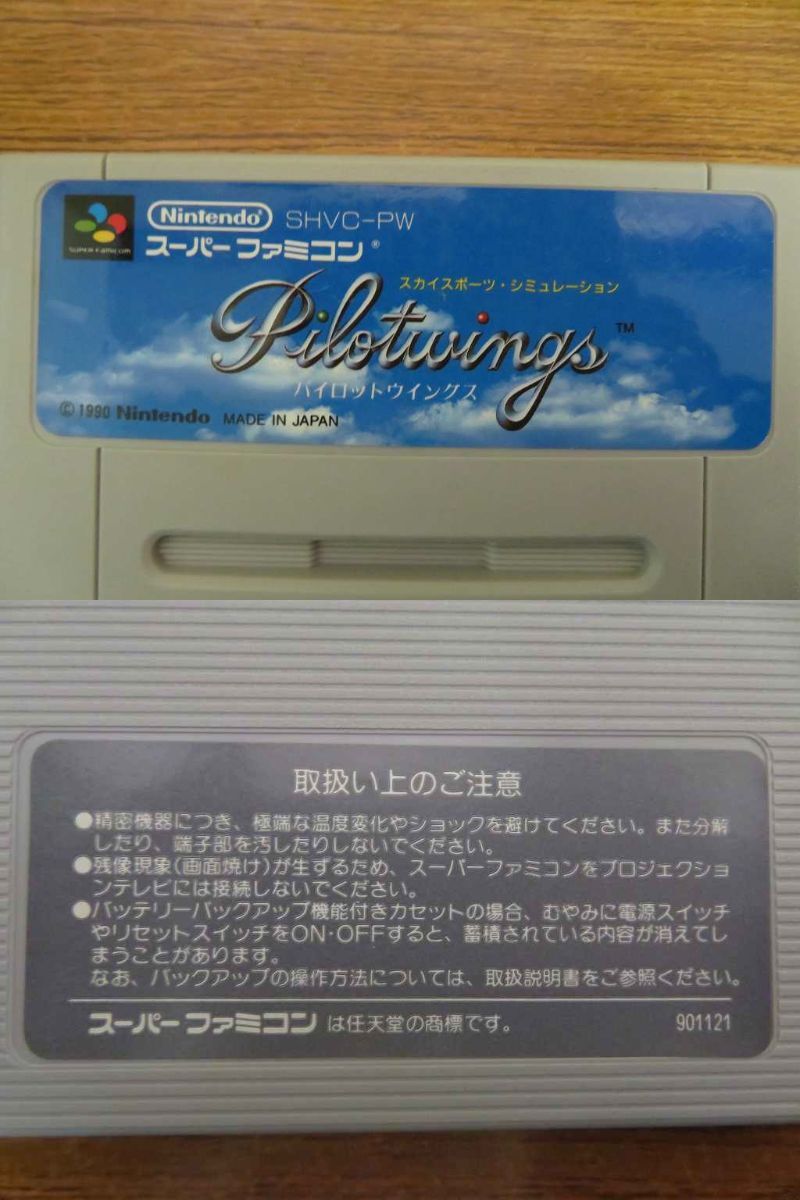 SUPER FAMICOM
Nintendo SHVC-PW
スーパーファミコン®
スカイスポーツ・シミュレーション
Pilotwings™
パイロットウイングス
© 1990 Nintendo MADE IN JAPAN
取扱い上のご注意
●精密機器につき、極端な温度変化やショックを避けてください。また分解
したり、端子部を汚したりしないでください。
●残像現象(画面焼け)が生ずるため、スーパーファミコンをプロジェクショ
ンテレビには接続しないでください。
●バッテリーバックアップ機能付きカセットの場合、むやみに電源スイッチ
やリセットスイッチをON・OFFすると、蓄積されている内容が消えてし
まうことがあります。
なお、バックアップの操作方法については、取扱説明書をご参照ください。
スーパーファミコンは任天堂の商標です。 901121